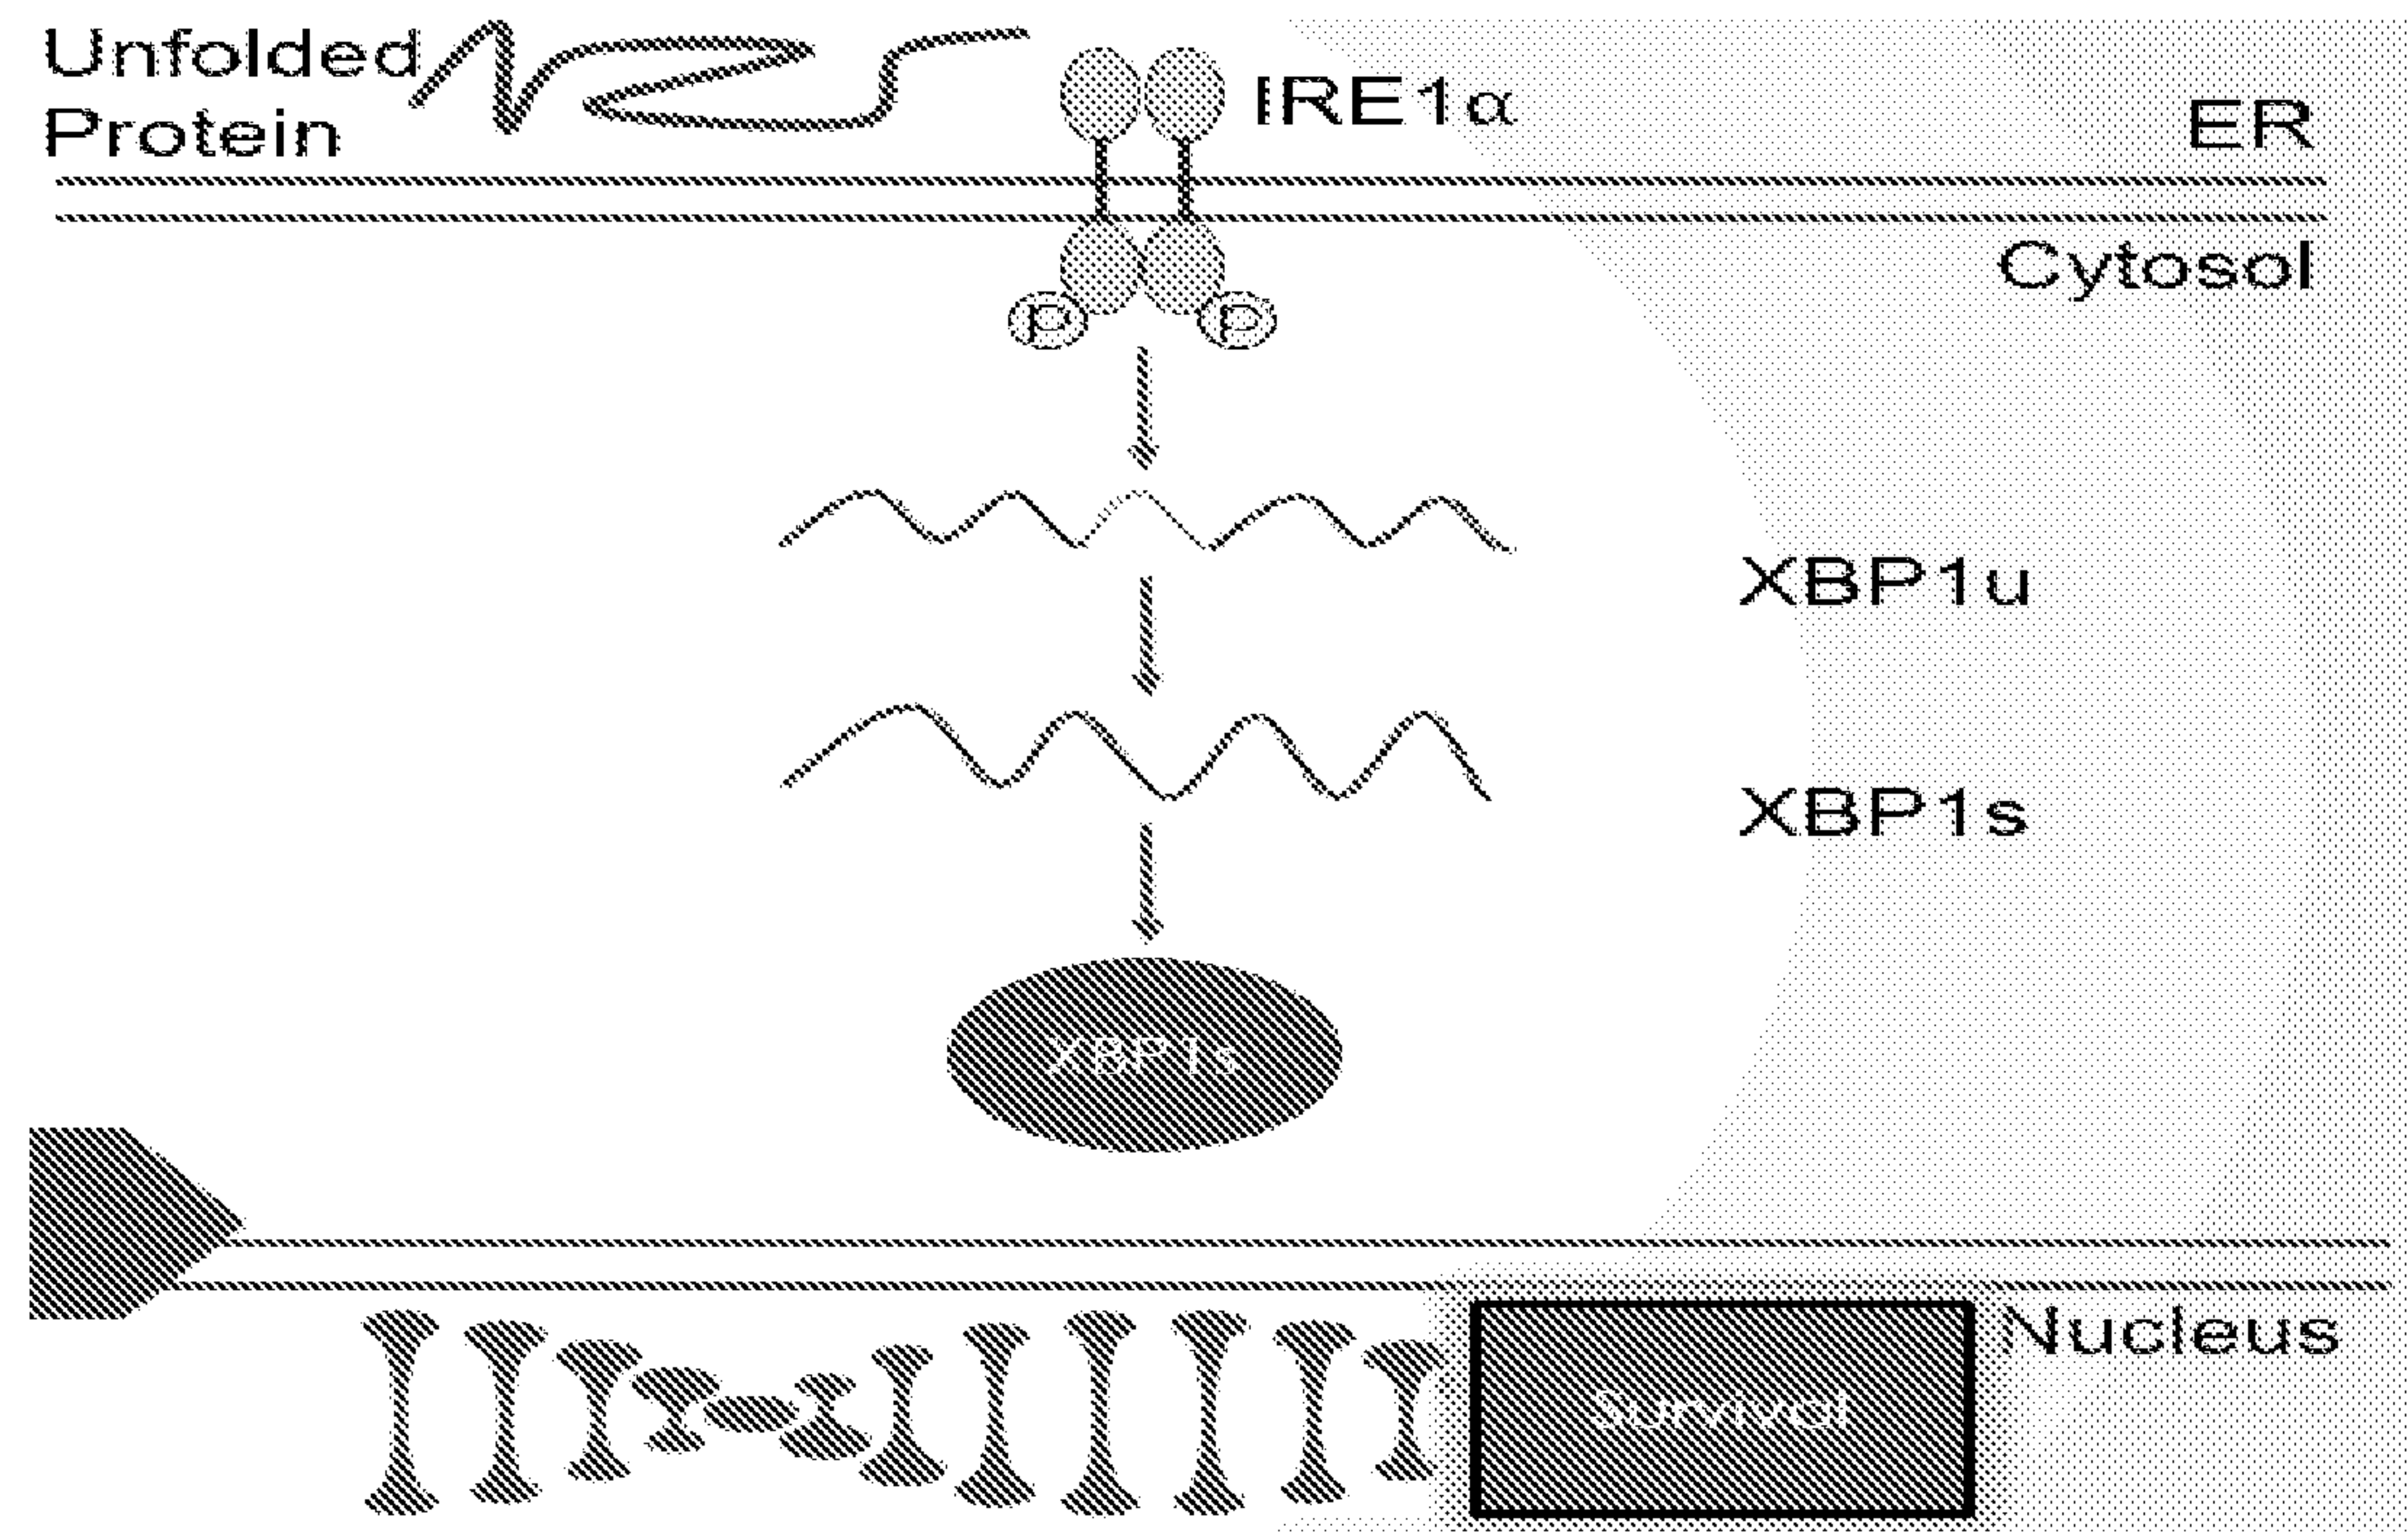 Unfolded
Protein
IRE1α
ER
Cytosol
P
P
XBP1u
XBP1s
XBP1s
Nucleus
Survival